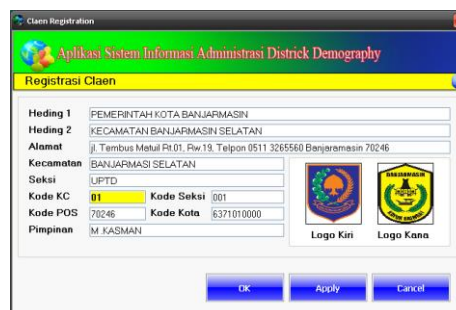 Claen Registration
Aplikasi Sistem Informasi Administrasi Districk Demography
Registrasi Claen
Heding 1 PEMERINTAH KOTA BANJARMASIN
Heding 2 KECAMATAN BANJARMASIN SELATAN
Alamat jl. Tembus Matuil Rt.01, Rw.19, Telpon 0511 3265560 Banjaramasin 70246
Kecamatan BANJARMASI SELATAN
Seksi UPTD
Kode KC 01 Kode Seksi 001
Kode POS 70246 Kode Kota 6371010000
Pimpinan M .KASMAN
BANJARMASIN
Logo Kiri Logo Kana
OK Apply Cancel